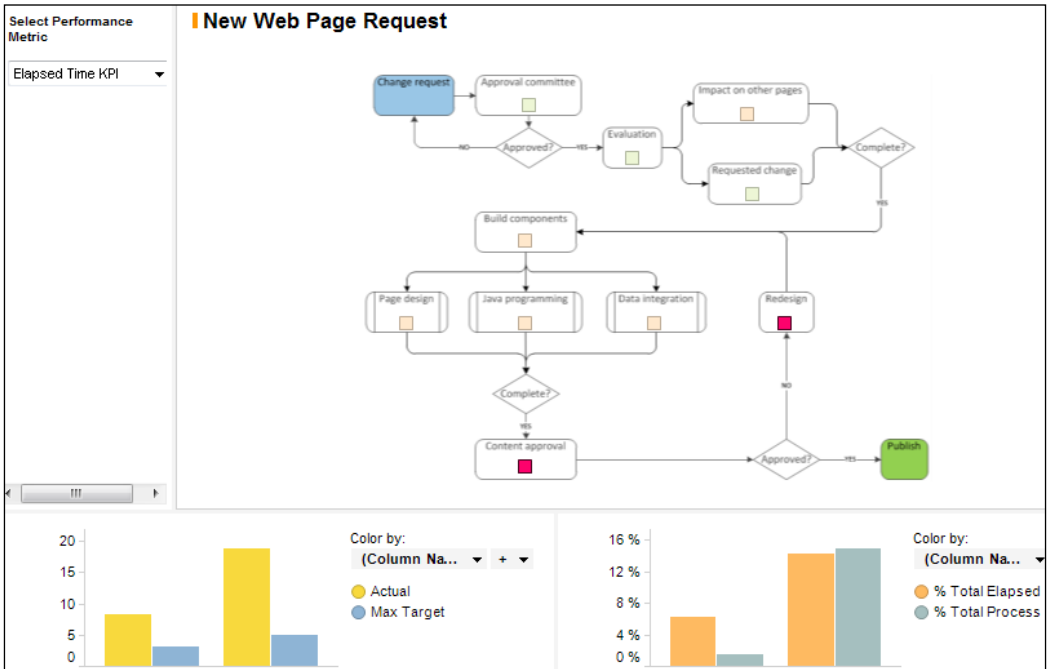 Select Performance
Metric
Elapsed Time KPI
New Web Page Request
Change request
Approval committee
Impact on other pages
NO
Approved?
YES
Evaluation
Complete?
Requested change
YES
Build components
Page design
Java programming
Data integration
Redesign
Complete?
NO
YES
Content approval
Approved?
YES
Publish
20
15
10
5
0
Color by:
(Column Na...
+
Actual
Max Target
16 %
12 %
8 %
4 %
0 %
Color by:
(Column Na...
% Total Elapsed
% Total Process